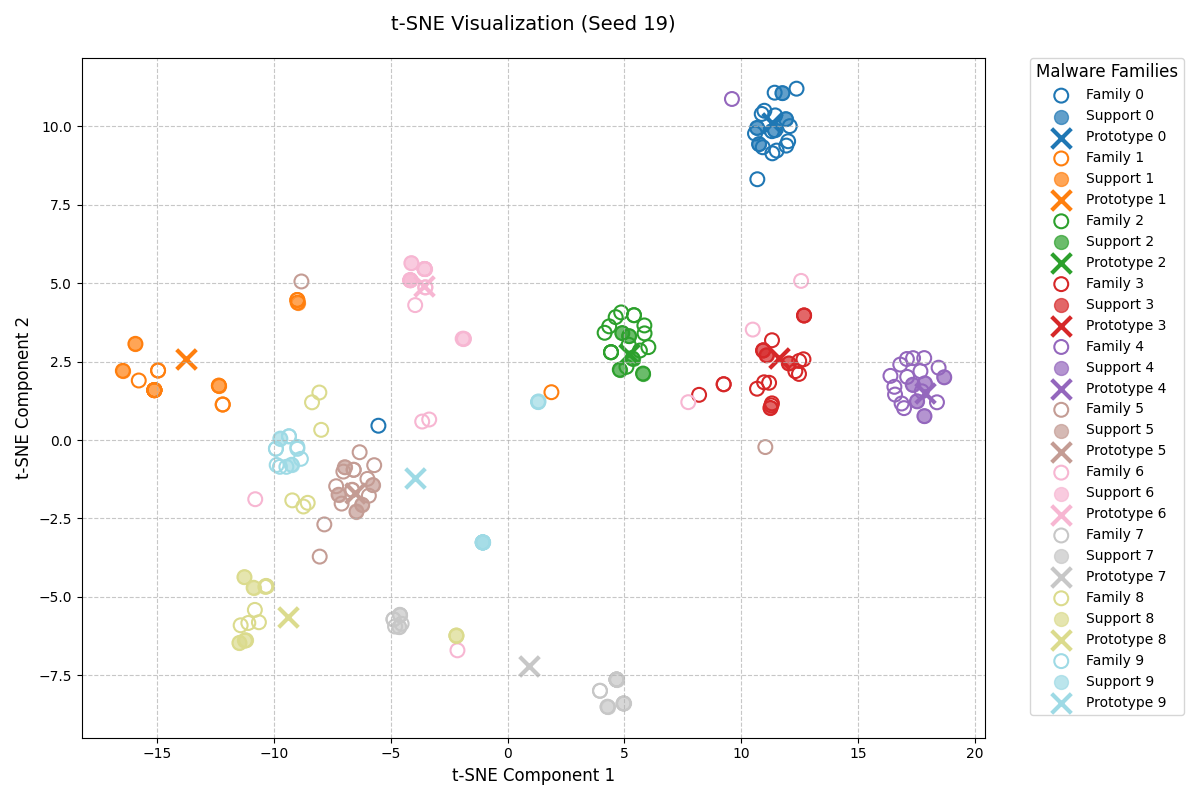 t-SNE Visualization (Seed 19)
t-SNE Component 2
10.0
7.5
5.0
2.5
0.0
−2.5
−5.0
−7.5
−15
−10
−5
0
5
10
15
20
t-SNE Component 1
Malware Families
Family 0
Support 0
Prototype 0
Family 1
Support 1
Prototype 1
Family 2
Support 2
Prototype 2
Family 3
Support 3
Prototype 3
Family 4
Support 4
Prototype 4
Family 5
Support 5
Prototype 5
Family 6
Support 6
Prototype 6
Family 7
Support 7
Prototype 7
Family 8
Support 8
Prototype 8
Family 9
Support 9
Prototype 9